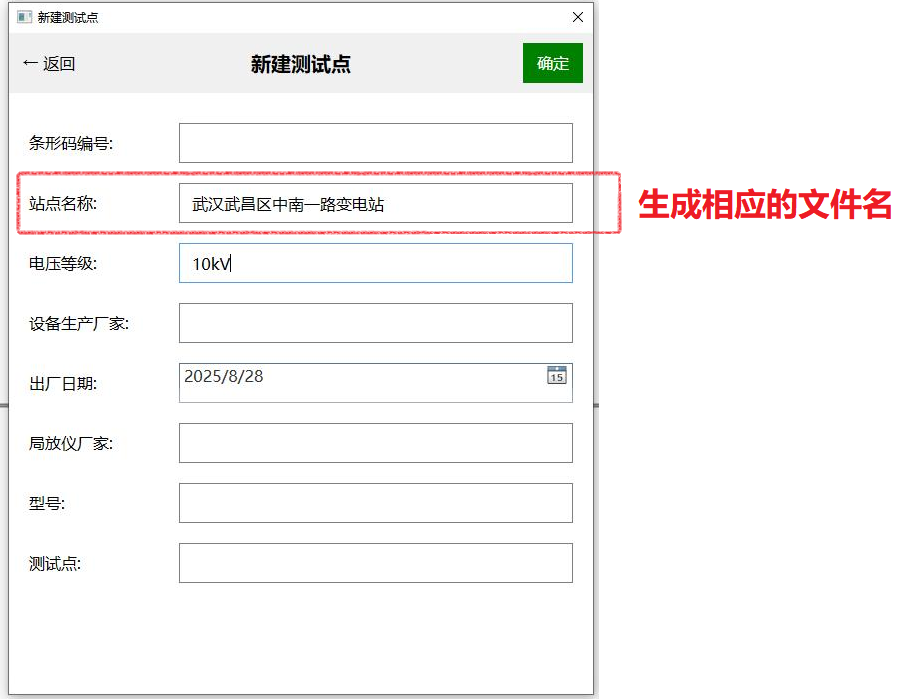 新建测试点
← 返回
新建测试点
确定
条形码编号:
站点名称:
武汉武昌区中南一路变电站
生成相应的文件名
电压等级:
10kV
设备生产厂家:
出厂日期:
2025/8/28
15
局放仪厂家:
型号:
测试点: